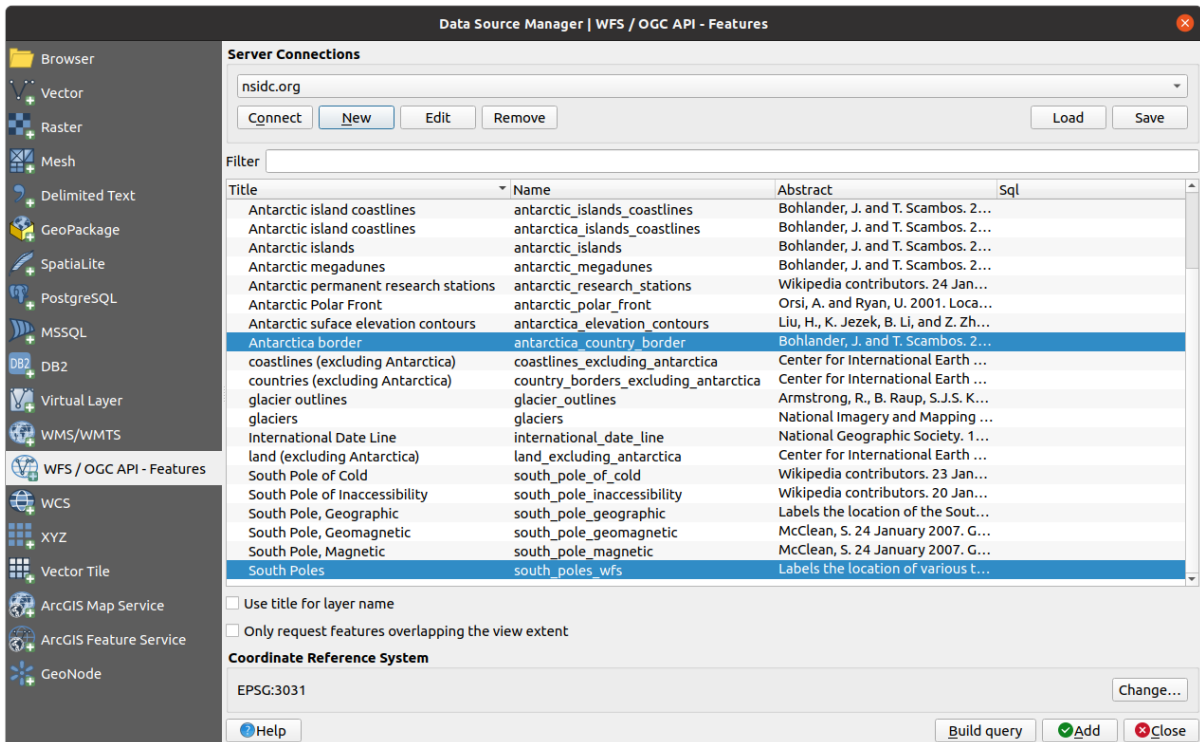 Data Source Manager | WFS / OGC API - Features
Browser
Vector
Raster
Mesh
Delimited Text
GeoPackage
SpatiaLite
PostgreSQL
MSSQL
DB2 DB2
Virtual Layer
WMS/WMTS
WFS / OGC API - Features
WCS
XYZ
Vector Tile
ArcGIS Map Service
ArcGIS Feature Service
GeoNode
Server Connections
nsidc.org
Connect New Edit Remove Load Save
Filter
Title Name Abstract Sql
Antarctic island coastlines antarctic_islands_coastlines Bohlander, J. and T. Scambos. 2...
Antarctic island coastlines antarctica_islands_coastlines Bohlander, J. and T. Scambos. 2...
Antarctic islands antarctic_islands Bohlander, J. and T. Scambos. 2...
Antarctic megadunes antarctic_megadunes Bohlander, J. and T. Scambos. 2...
Antarctic permanent research stations antarctic_research_stations Wikipedia contributors. 24 Jan...
Antarctic Polar Front antarctic_polar_front Orsi, A. and Ryan, U. 2001. Loca...
Antarctic suface elevation contours antarctica_elevation_contours Liu, H., K. Jezek, B. Li, and Z. Zh...
Antarctica border antarctica_country_border Bohlander, J. and T. Scambos. 2...
coastlines (excluding Antarctica) coastlines_excluding_antarctica Center for International Earth ...
countries (excluding Antarctica) country_borders_excluding_antarctica Center for International Earth ...
glacier outlines glacier_outlines Armstrong, R., B. Raup, S.J.S. K...
glaciers glaciers National Imagery and Mapping ...
International Date Line international_date_line National Geographic Society. 1...
land (excluding Antarctica) land_excluding_antarctica Center for International Earth ...
South Pole of Cold south_pole_of_cold Wikipedia contributors. 23 Jan...
South Pole of Inaccessibility south_pole_inaccessibility Wikipedia contributors. 20 Jan...
South Pole, Geographic south_pole_geographic Labels the location of the Sout...
South Pole, Geomagnetic south_pole_geomagnetic McClean, S. 24 January 2007. G...
South Pole, Magnetic south_pole_magnetic McClean, S. 24 January 2007. G...
South Poles south_poles_wfs Labels the location of various t...
Use title for layer name
Only request features overlapping the view extent
Coordinate Reference System
EPSG:3031 Change...
Help Build query Add Close